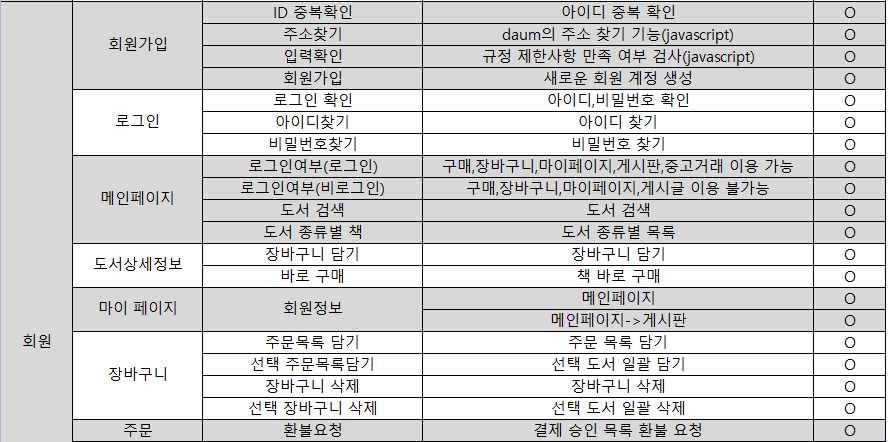 회원
회원가입
ID 중복확인 아이디 중복 확인 O
주소찾기 daum의 주소 찾기 기능(javascript) O
입력확인 규정 제한사항 만족 여부 검사(javascript) O
회원가입 새로운 회원 계정 생성 O
로그인
로그인 확인 아이디,비밀번호 확인 O
아이디찾기 아이디 찾기 O
비밀번호찾기 비밀번호 찾기 O
메인페이지
로그인여부(로그인) 구매,장바구니,마이페이지,게시판,중고거래 이용 가능 O
로그인여부(비로그인) 구매,장바구니,마이페이지,게시글 이용 불가능 O
도서 검색 도서 검색 O
도서 종류별 책 도서 종류별 목록 O
도서상세정보
장바구니 담기 장바구니 담기 O
바로 구매 책 바로 구매 O
마이 페이지
회원정보
메인페이지 O
메인페이지->게시판 O
장바구니
주문목록 담기 주문 목록 담기 O
선택 주문목록담기 선택 도서 일괄 담기 O
장바구니 삭제 장바구니 삭제 O
선택 장바구니 삭제 선택 도서 일괄 삭제 O
주문 환불요청 결제 승인 목록 환불 요청 O